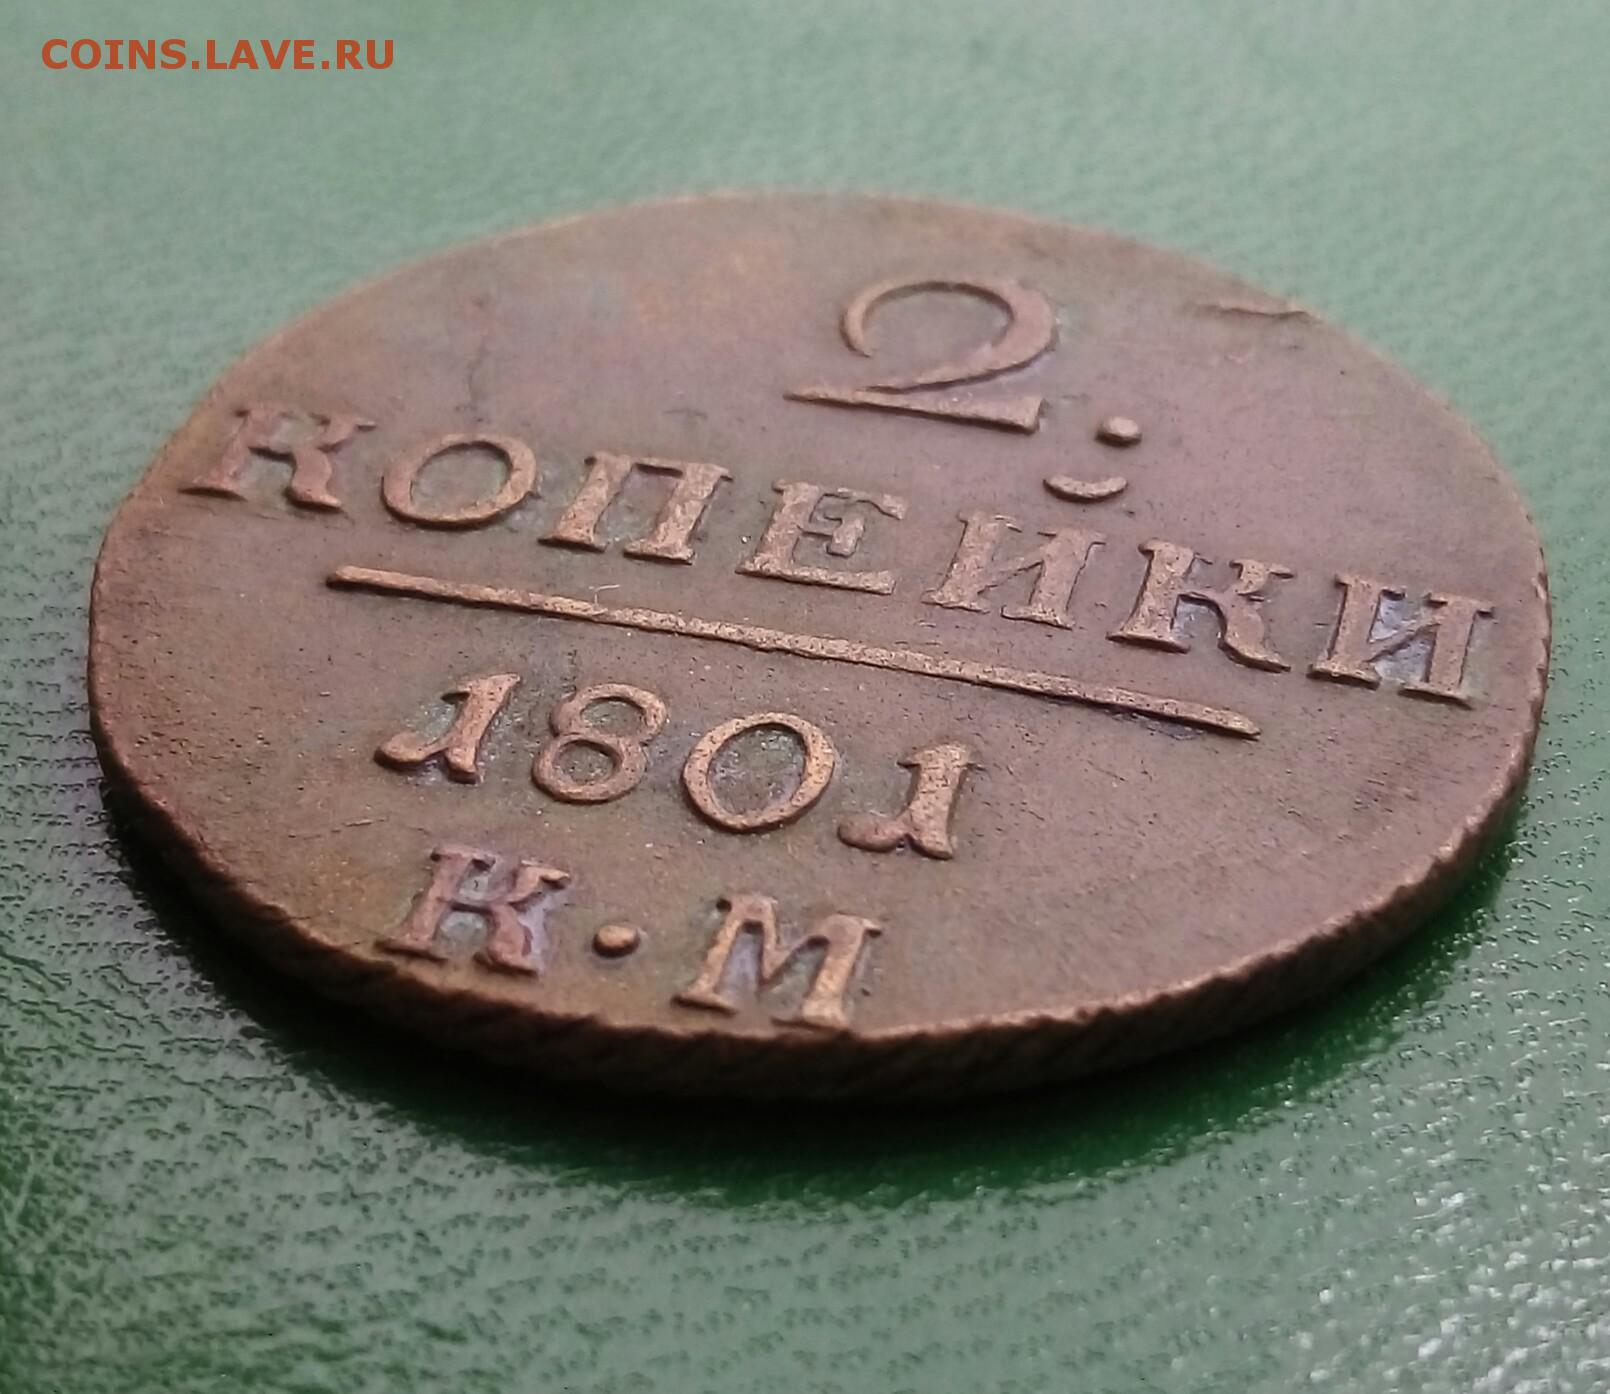 COINS.LAVE.RU
2.
КОПЕЙКИ
1801
К·М